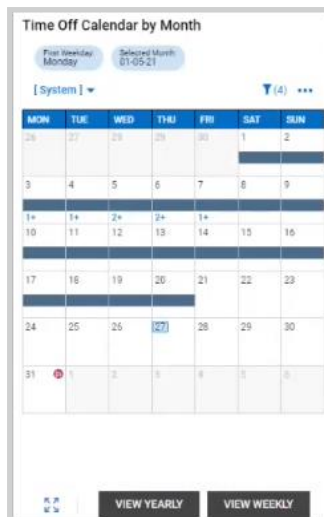 Time Off Calendar by Month
First Weekday
Monday
Selected Month
01-05-21
[ System ]
(4)
MON TUE WED THU FRI SAT SUN
26 27 28 29 30 1 2
3 4 5 6 7 8 9
1+ 1+ 2+ 2+ 1+
10 11 12 13 14 15 16
17 18 19 20 21 22 23
24 25 26 27 28 29 30
31 1 2 3 4 5 6
VIEW YEARLY
VIEW WEEKLY